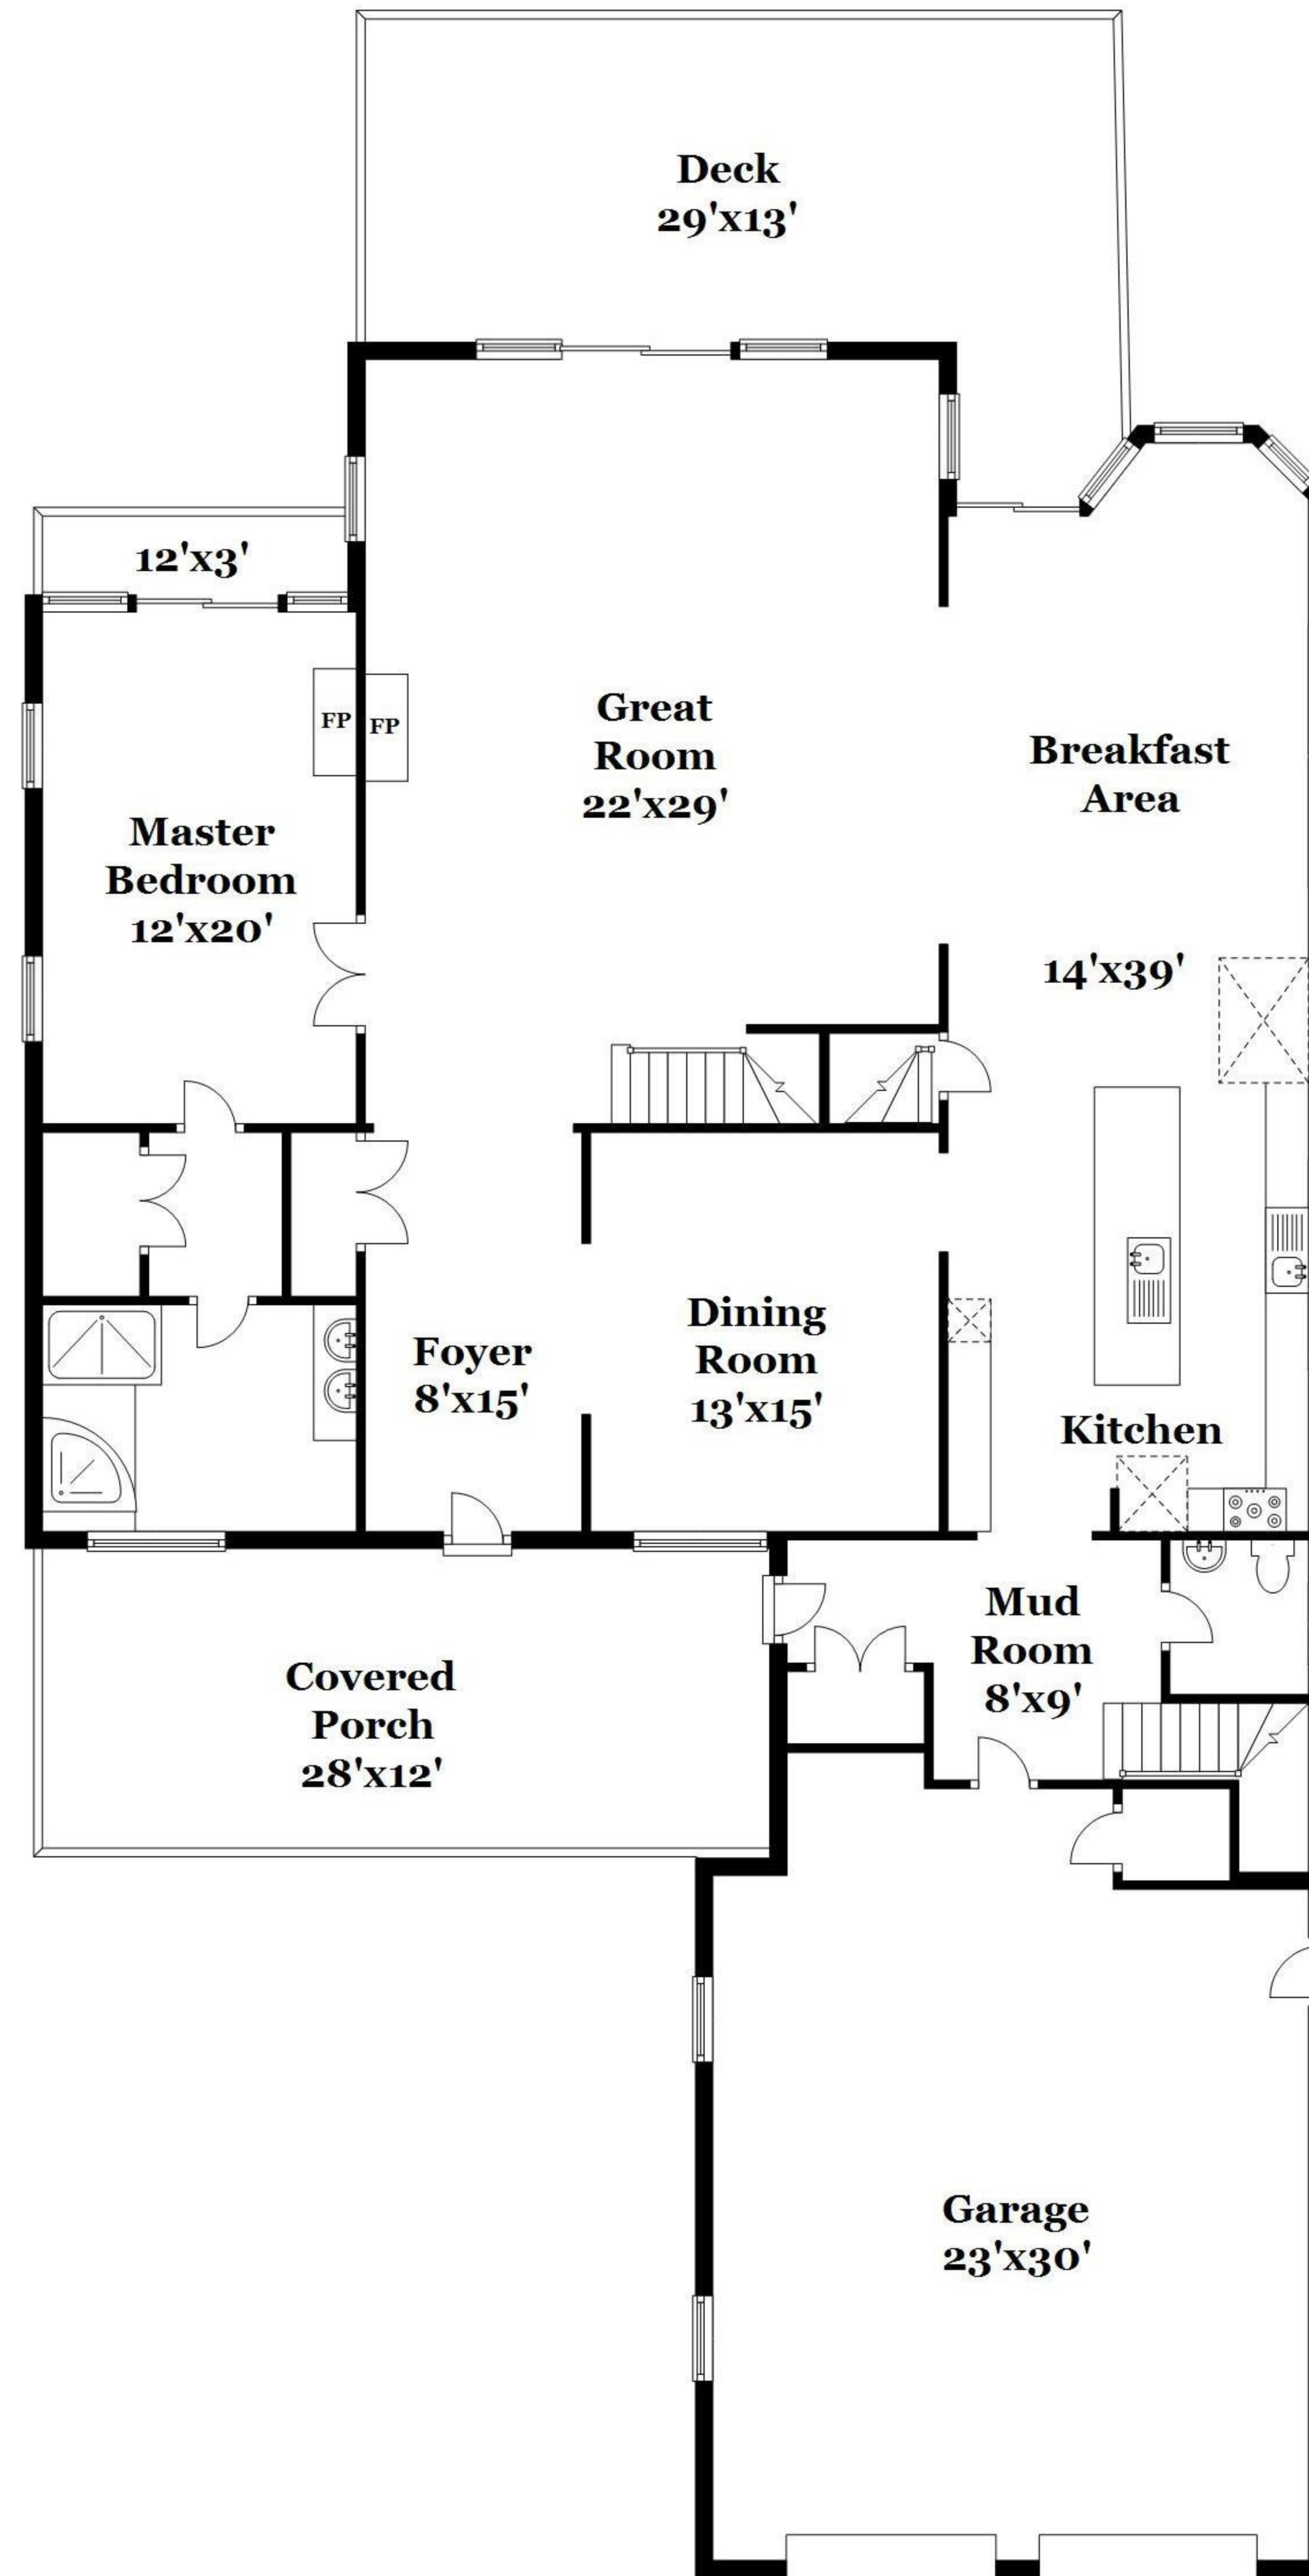 Deck
29'x13'
12'x3'
FP
FP
Great
Room
22'x29'
Breakfast
Area
Master
Bedroom
12'x20'
14'x39'
Dining
Room
13'x15'
Foyer
8'x15'
Kitchen
Mud
Room
8'x9'
Covered
Porch
28'x12'
Garage
23'x30'